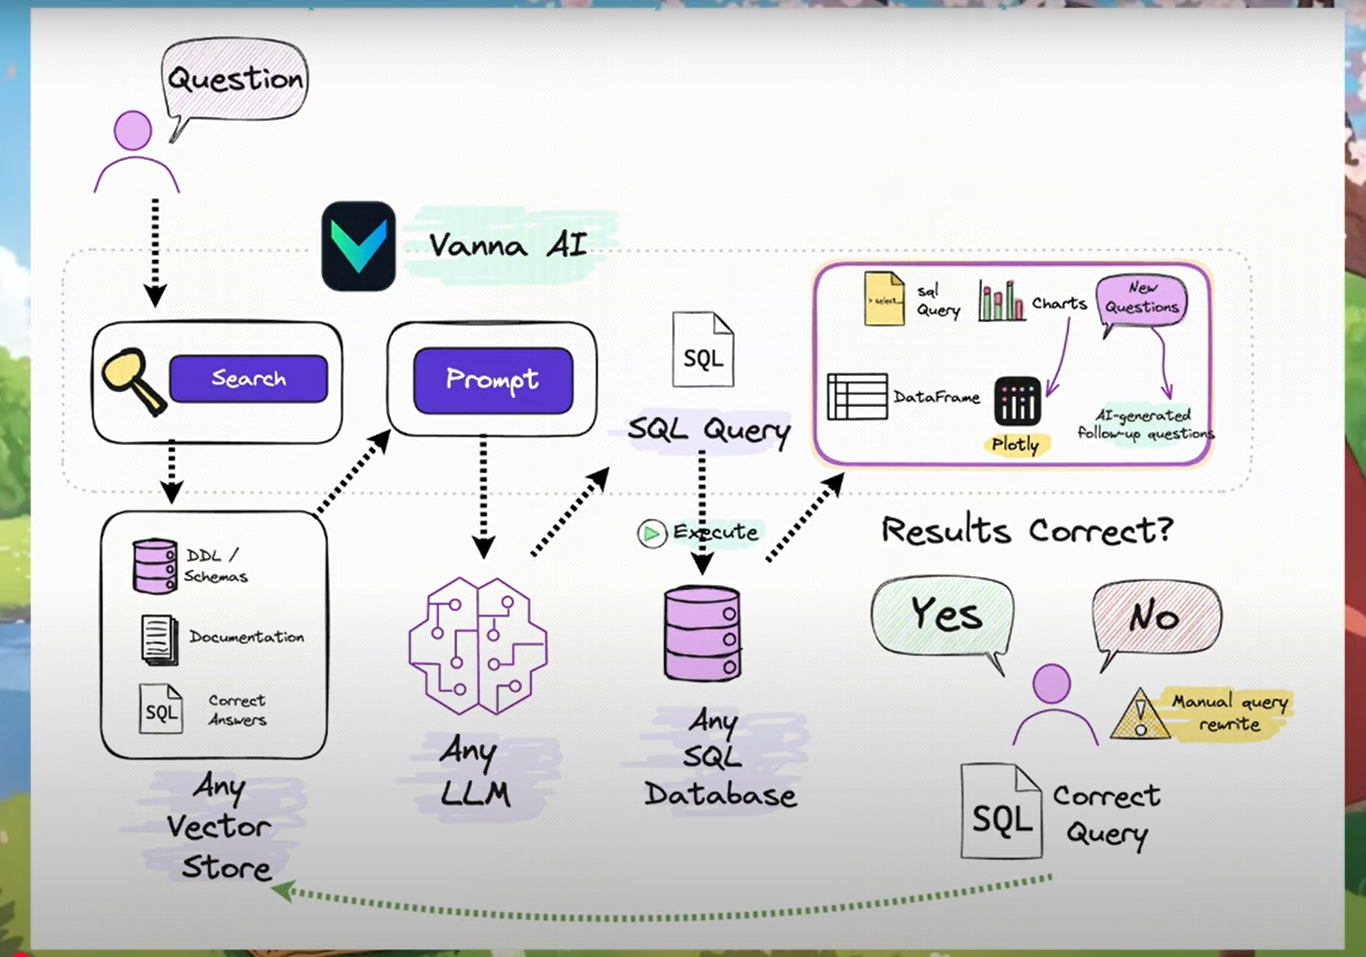 Question
Vanna AI
Search
Prompt
SQL
SQL Query
> select...
sql
Query
Charts
New
Questions
DataFrame
Plotly
AI-generated
follow-up questions
DDL /
Schemas
Documentation
SQL
Correct
Answers
Any
Vector
Store
Any
LLM
Execute
Any
SQL
Database
Results Correct?
Yes
No
Manual query
rewrite
SQL
Correct
Query